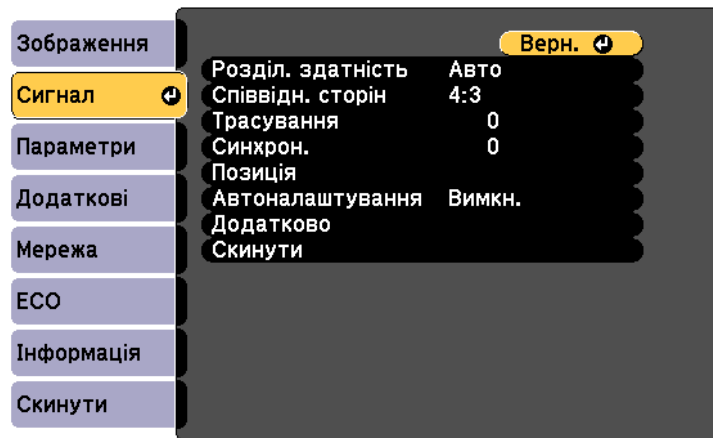 Зображення
Сигнал
Параметри
Додаткові
Мережа
ECO
Інформація
Скинути
Верн.
Розділ. здатність Авто
Співвідн. сторін 4:3
Трасування 0
Синхрон. 0
Позиція
Автоналаштування Вимкн.
Додатково
Скинути